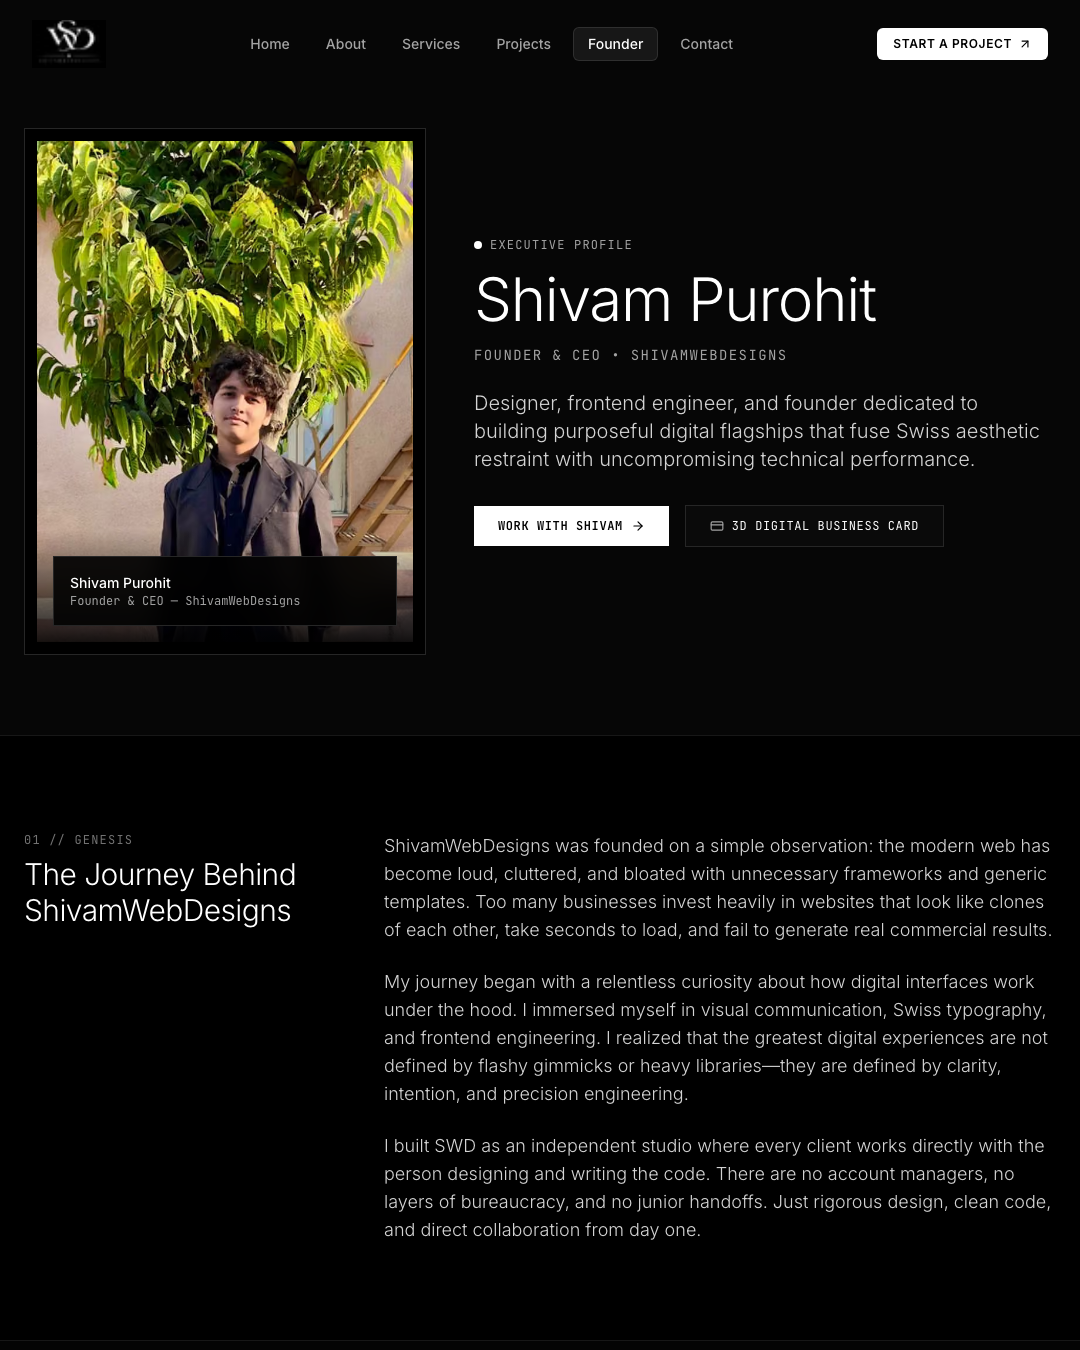 SWD
Home
About
Services
Projects
Founder
Contact
START A PROJECT
EXECUTIVE PROFILE
Shivam Purohit
FOUNDER & CEO • SHIVAMWEBDESIGNS
Designer, frontend engineer, and founder dedicated to
building purposeful digital flagships that fuse Swiss aesthetic
restraint with uncompromising technical performance.
WORK WITH SHIVAM
3D DIGITAL BUSINESS CARD
Shivam Purohit
Founder & CEO — ShivamWebDesigns
01 // GENESIS
The Journey Behind
ShivamWebDesigns
ShivamWebDesigns was founded on a simple observation: the modern web has
become loud, cluttered, and bloated with unnecessary frameworks and generic
templates. Too many businesses invest heavily in websites that look like clones
of each other, take seconds to load, and fail to generate real commercial results.
My journey began with a relentless curiosity about how digital interfaces work
under the hood. I immersed myself in visual communication, Swiss typography,
and frontend engineering. I realized that the greatest digital experiences are not
defined by flashy gimmicks or heavy libraries—they are defined by clarity,
intention, and precision engineering.
I built SWD as an independent studio where every client works directly with the
person designing and writing the code. There are no account managers, no
layers of bureaucracy, and no junior handoffs. Just rigorous design, clean code,
and direct collaboration from day one.